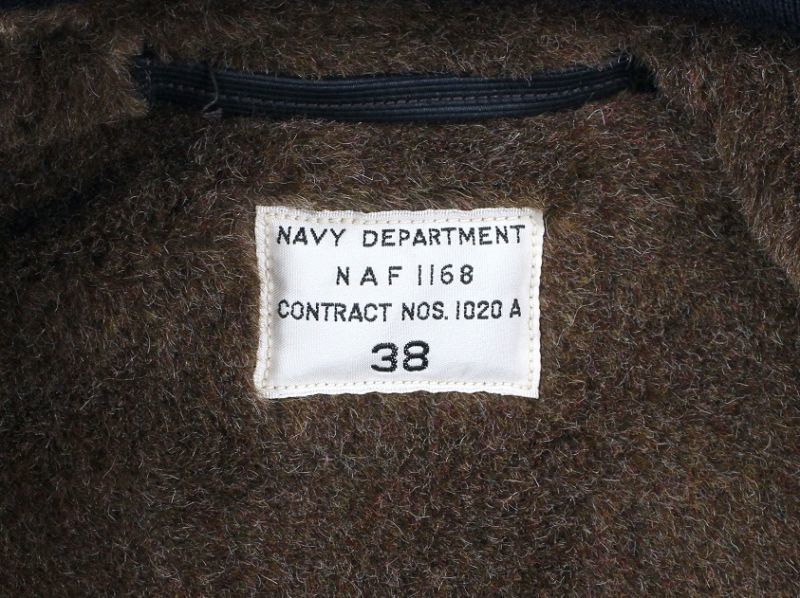 NAVY DEPARTMENT
N A F 1168
CONTRACT NOS. 1020 A
38